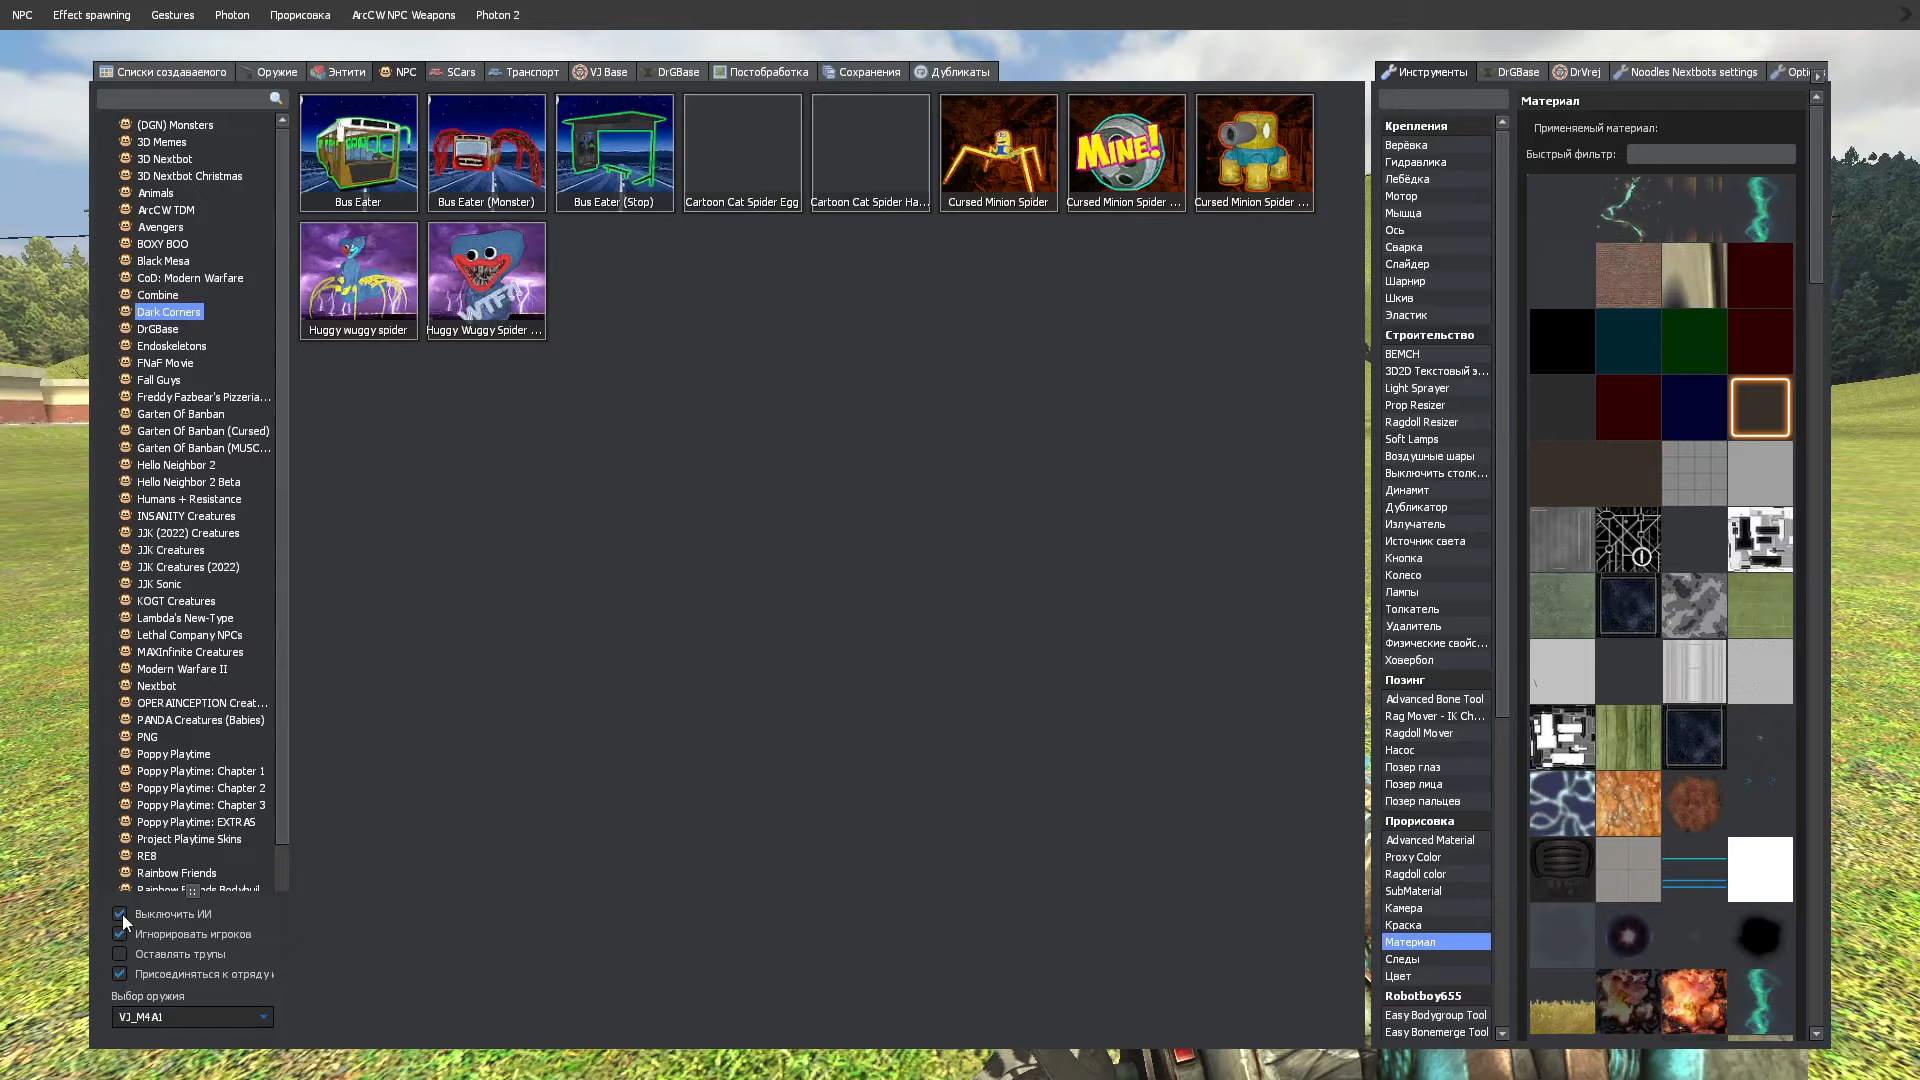 NPC Effect spawning Gestures Photon Прорисовка ArcCW NPC Weapons Photon 2
Списки создаваемого Оружие Энтити NPC SCars Транспорт VJ Base DrGBase Постобработка Сохранения Дубликаты
(DGN) Monsters
3D Memes
3D Nextbot
3D Nextbot Christmas
Animals
ArcCW TDM
Avengers
BOXY BOO
Black Mesa
CoD: Modern Warfare
Combine
Dark Corners
DrGBase
Endoskeletons
FNaF Movie
Fall Guys
Freddy Fazbear's Pizzeria...
Garten Of Banban
Garten Of Banban (Cursed)
Garten Of Banban (MUSC...
Hello Neighbor 2
Hello Neighbor 2 Beta
Humans + Resistance
INSANITY Creatures
JJK (2022) Creatures
JJK Creatures
JJK Creatures (2022)
JJK Sonic
KOGT Creatures
Lambda's New-Type
Lethal Company NPCs
MAXInfinite Creatures
Modern Warfare II
Nextbot
OPERAINCEPTION Creat...
PANDA Creatures (Babies)
PNG
Poppy Playtime
Poppy Playtime: Chapter 1
Poppy Playtime: Chapter 2
Poppy Playtime: Chapter 3
Poppy Playtime: EXTRAS
Project Playtime Skins
RE8
Rainbow Friends
Выключить ИИ
Игнорировать игроков
Оставлять трупы
Присоединяться к отряду
Выбор оружия
VJ_M4A1
MINE!
Bus Eater Bus Eater (Monster) Bus Eater (Stop) Cartoon Cat Spider Egg Cartoon Cat Spider Ha... Cursed Minion Spider Cursed Minion Spider ... Cursed Minion Spider ...
WTF?!
Huggy wuggy spider Huggy Wuggy Spider ...
Инструменты DrGBase DrVrej Noodles Nextbots settings Opti
Крепления
Верёвка
Гидравлика
Лебёдка
Мотор
Мышца
Ось
Сварка
Слайдер
Шарнир
Шкив
Эластик
Строительство
BEMCH
3D2D Текстовый э...
Light Sprayer
Prop Resizer
Ragdoll Resizer
Soft Lamps
Воздушные шары
Выключить столк...
Динамит
Дубликатор
Излучатель
Источник света
Кнопка
Колесо
Лампы
Толкатель
Удалитель
Физические свойс...
Ховербол
Позинг
Advanced Bone Tool
Rag Mover - IK Ch...
Ragdoll Mover
Насос
Позер глаз
Позер лица
Позер пальцев
Прорисовка
Advanced Material
Proxy Color
Ragdoll color
SubMaterial
Камера
Краска
Материал
Следы
Цвет
Robotboy655
Easy Bodygroup Tool
Easy Bonemerge Tool
Материал
Применяемый материал:
Быстрый фильтр: